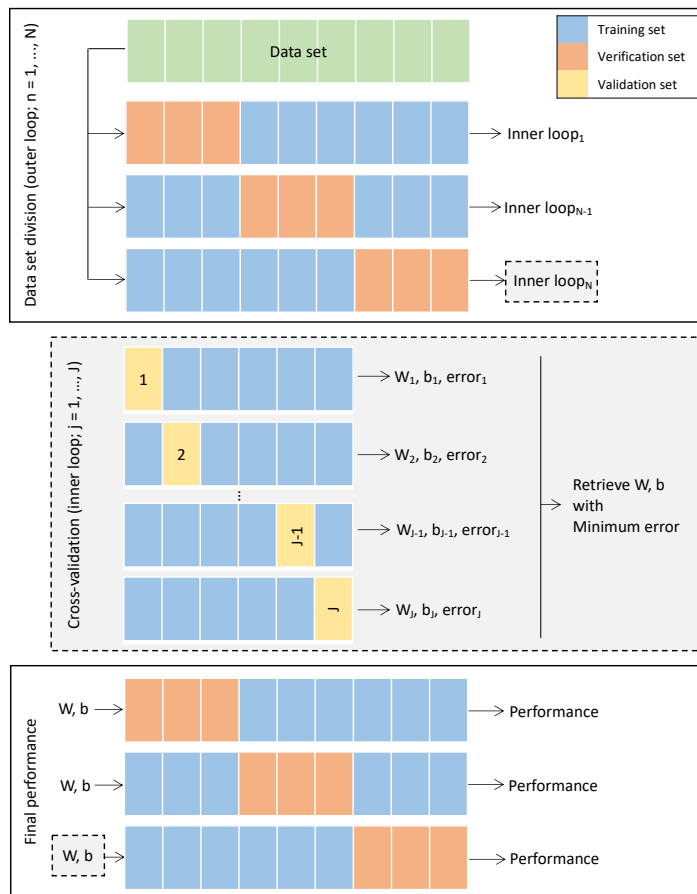 Data set division (outer loop; n = 1, ..., N)
Data set
Training set
Verification set
Validation set
Inner loop1
Inner loopN-1
Inner loopN
Cross-validation (inner loop; j = 1, ..., J)
1
W1, b1, error1
2
W2, b2, error2
...
J-1
WJ-1, bJ-1, errorJ-1
J
WJ, bJ, errorJ
Retrieve W, b
with
Minimum error
Final performance
W, b
Performance
W, b
Performance
W, b
Performance